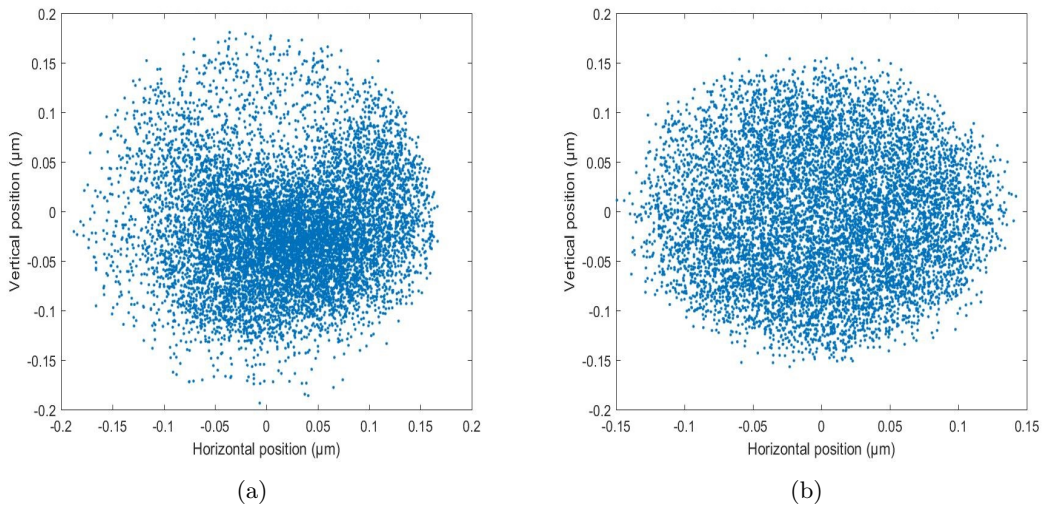 0.2
0.15
0.1
0.05
0
-0.05
-0.1
-0.15
-0.2
Vertical position (µm)
-0.2 -0.15 -0.1 -0.05 0 0.05 0.1 0.15 0.2
Horizontal position (µm)
(a)
0.2
0.15
0.1
0.05
0
-0.05
-0.1
-0.15
-0.2
Vertical position (µm)
-0.15 -0.1 -0.05 0 0.05 0.1 0.15
Horizontal position (µm)
(b)